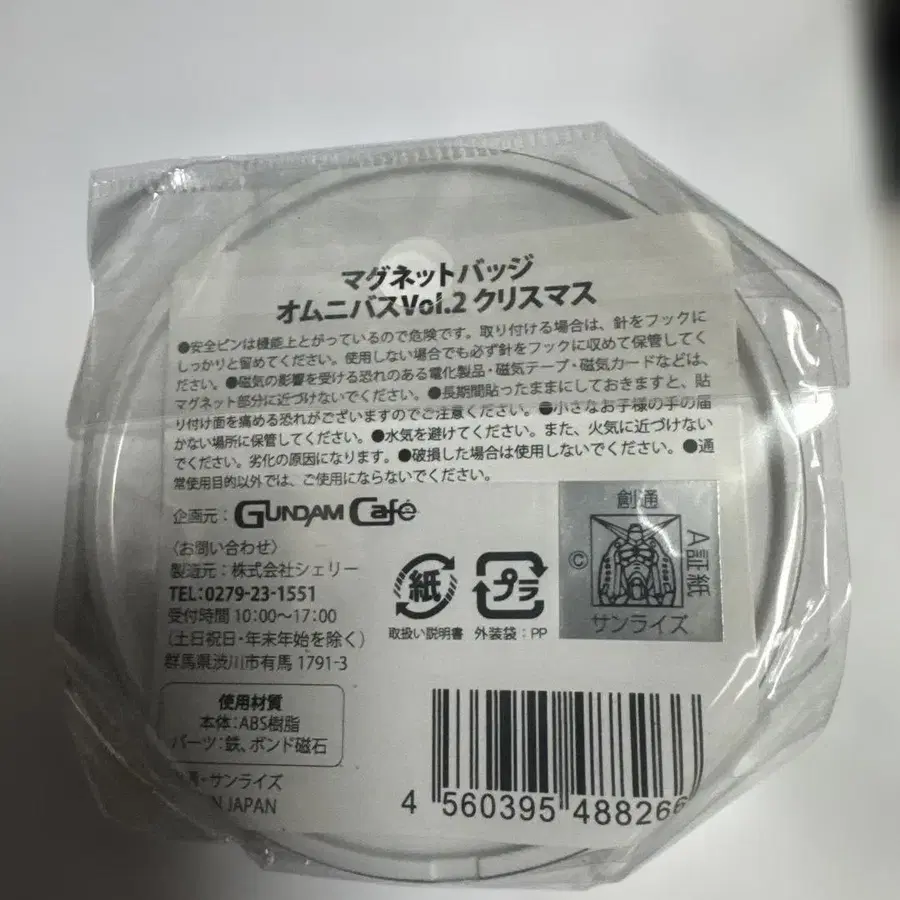 マグネットバッジ
オムニバスVol.2 クリスマス
●安全ピンは機能上とがっているので危険です。取り付ける場合は、針をフックに
しっかりと留めてください。使用しない場合でも必ず針をフックに収めて保管してく
ださい。●磁気の影響を受ける恐れのある電化製品・磁気テープ・磁気カードなどは、
マグネット部分に近づけないでください。●長期間貼ったままにしておきますと、貼
り付け面を痛める恐れがございますのでご注意ください。●小さなお子様の手の届
かない場所に保管してください。●水気を避けてください。また、火気に近づけない
でください。劣化の原因になります。●破損した場合は使用しないでください。●通
常使用目的以外では、ご使用にならないでください。
企画元：GUNDAM Café
〈お問い合わせ〉
製造元：株式会社シェリー
TEL:0279-23-1551
受付時間 10:00〜17:00
(土日祝日・年末年始を除く)
群馬県渋川市有馬 1791-3
紙
取扱い説明書
プラ
外装袋：PP
創通
©
A証紙
サンライズ
使用材質
本体：ABS樹脂
パーツ：鉄、ボンド磁石
・サンライズ
IN JAPAN
4 560395 488266